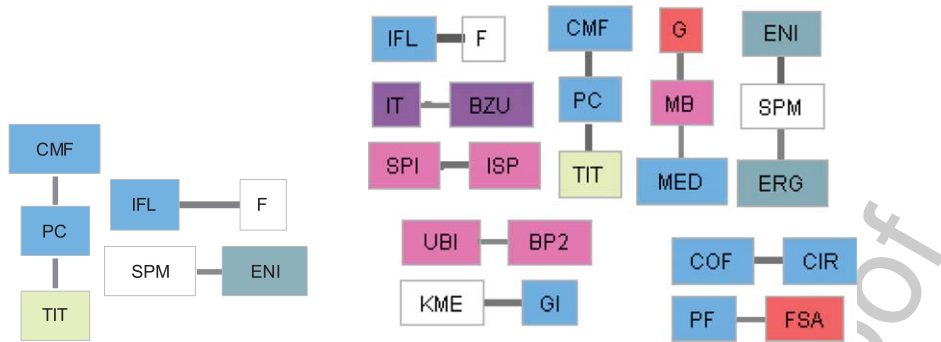 CMF
PC
TIT
IFL F
SPM ENI
IFL F
IT BZU
SPI ISP
CMF
PC
TIT
G
MB
MED
ENI
SPM
ERG
UBI BP2
KME GI
COF CIR
PF FSA
oof